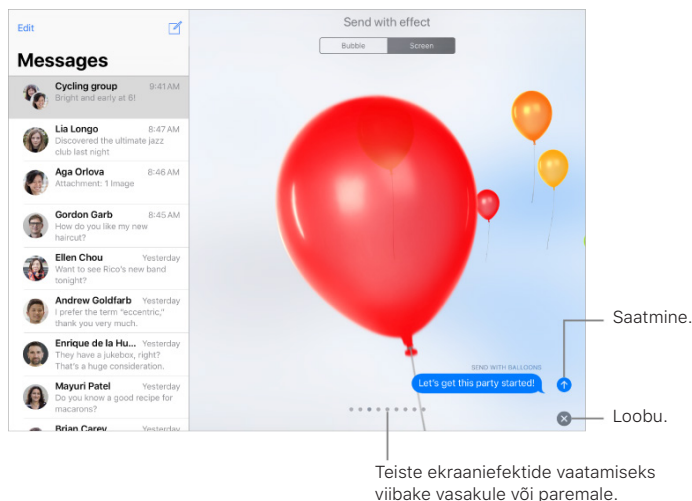 Edit
Messages
Cycling group 9:41 AM
Bright and early at 6!
Lia Longo 8:47 AM
Discovered the ultimate jazz
club last night
Aga Orlova 8:46 AM
Attachment: 1 Image
Gordon Garb 8:45 AM
How do you like my new
haircut?
Ellen Chou Yesterday
Want to see Rico's new band
tonight?
Andrew Goldfarb Yesterday
I prefer the term "eccentric,"
thank you very much.
Enrique de la Hu... Yesterday
They have a jukebox, right?
That's a huge consideration.
Mayuri Patel Yesterday
Do you know a good recipe for
macarons?
Brian Carey Yesterday
Send with effect
Bubble Screen
SEND WITH BALLOONS
Let's get this party started!
Saatmine.
Loobu.
Teiste ekraaniefektide vaatamiseks
viibake vasakule või paremale.